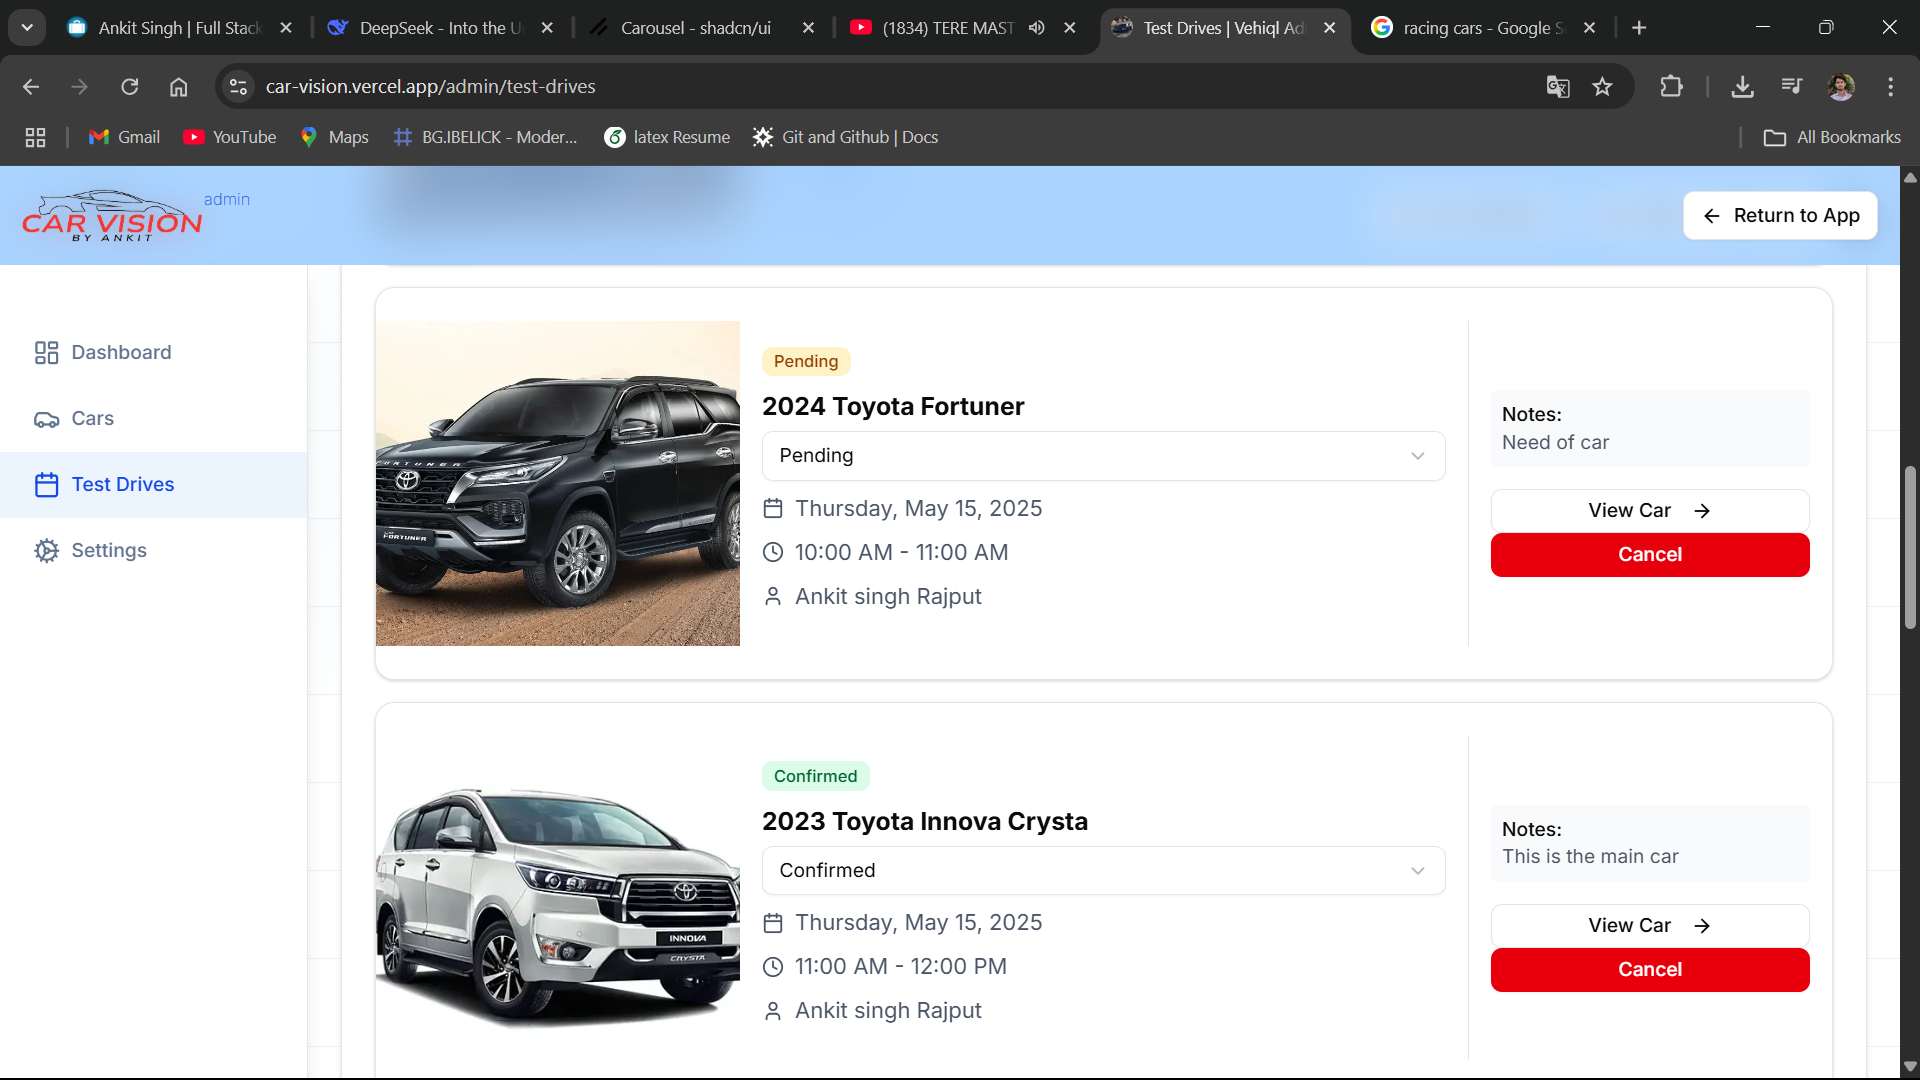 Ankit Singh | Full Stack
DeepSeek - Into the U
Carousel - shadcn/ui
(1834) TERE MAST
Test Drives | Vehiql Ad
racing cars - Google S
car-vision.vercel.app/admin/test-drives
Gmail
YouTube
Maps
BG.IBELICK - Moder...
latex Resume
Git and Github | Docs
All Bookmarks
CAR VISION
BY ANKIT
admin
Return to App
Dashboard
Cars
Test Drives
Settings
FORTUNER
FORTUNER
Pending
2024 Toyota Fortuner
Pending
Thursday, May 15, 2025
10:00 AM - 11:00 AM
Ankit singh Rajput
Notes:
Need of car
View Car
Cancel
INNOVA
CRYSTA
Confirmed
2023 Toyota Innova Crysta
Confirmed
Thursday, May 15, 2025
11:00 AM - 12:00 PM
Ankit singh Rajput
Notes:
This is the main car
View Car
Cancel